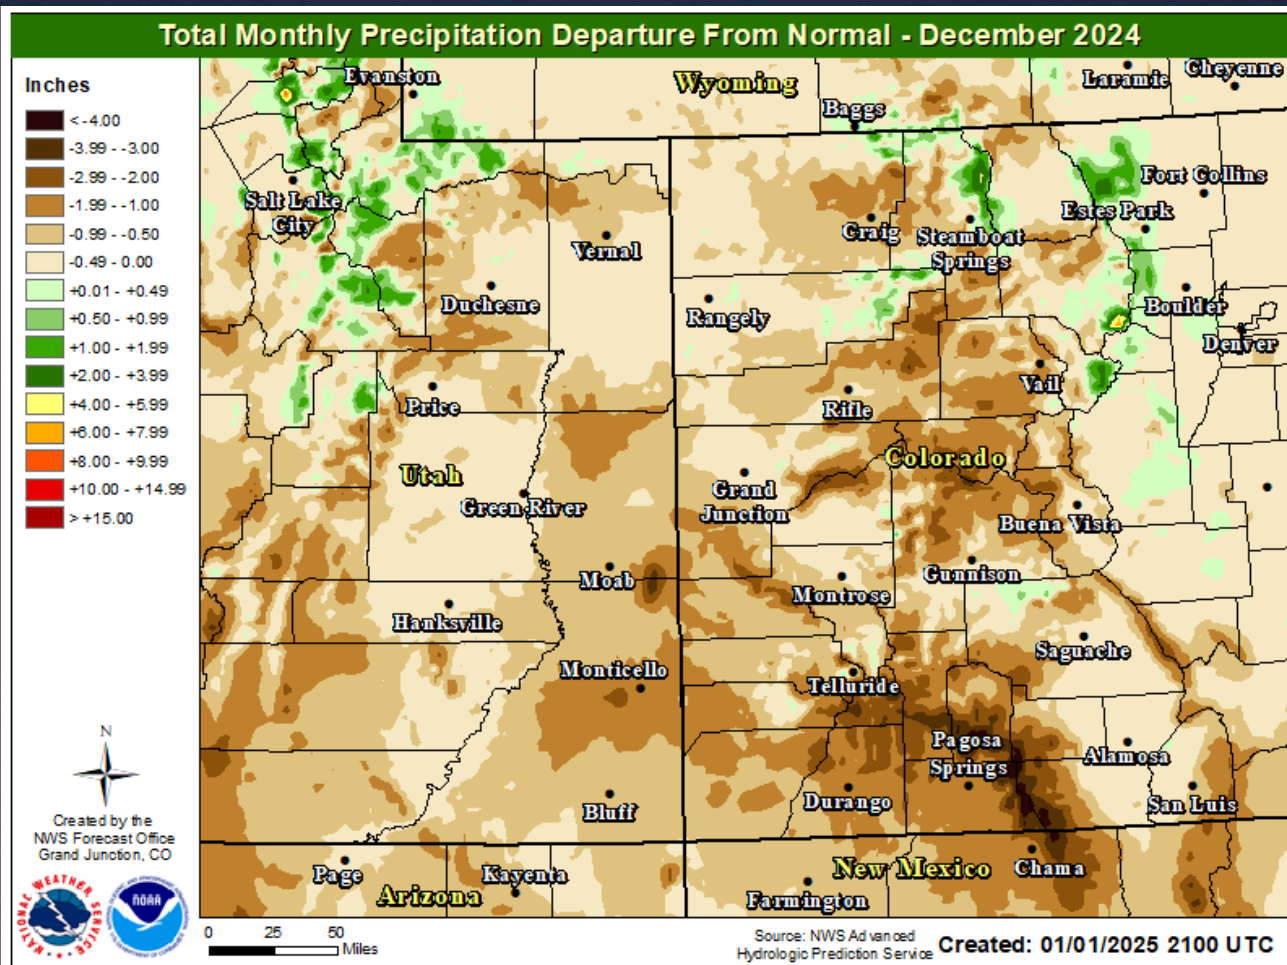 Total Monthly Precipitation Departure From Normal - December 2024
Inches
< -4.00
-3.99 - -3.00
-2.99 - -2.00
-1.99 - -1.00
-0.99 - -0.50
-0.49 - 0.00
+0.01 - +0.49
+0.50 - +0.99
+1.00 - +1.99
+2.00 - +3.99
+4.00 - +5.99
+6.00 - +7.99
+8.00 - +9.99
+10.00 - +14.99
> +15.00
Evanston
Wyoming
Baggs
Laramie
Cheyenne
Salt Lake
City
Vernal
Craig
Steamboat
Springs
Fort Collins
Estes Park
Duchesne
Rangely
Boulder
Denver
Price
Rifle
Vail
Utah
Colorado
Green River
Grand
Junction
Buena Vista
Moab
Montrose
Gunnison
Hanksville
Saguache
Monticello
Telluride
Pagosa
Springs
Alamosa
Bluff
Durango
San Luis
Page
Arizona
Kayenta
New Mexico
Chama
Farmington
N
Created by the
NWS Forecast Office
Grand Junction, CO
NATIONAL WEATHER SERVICE
NOAA
0 25 50
Miles
Source: NWS Advanced
Hydrologic Prediction Service
Created: 01/01/2025 2100 UTC